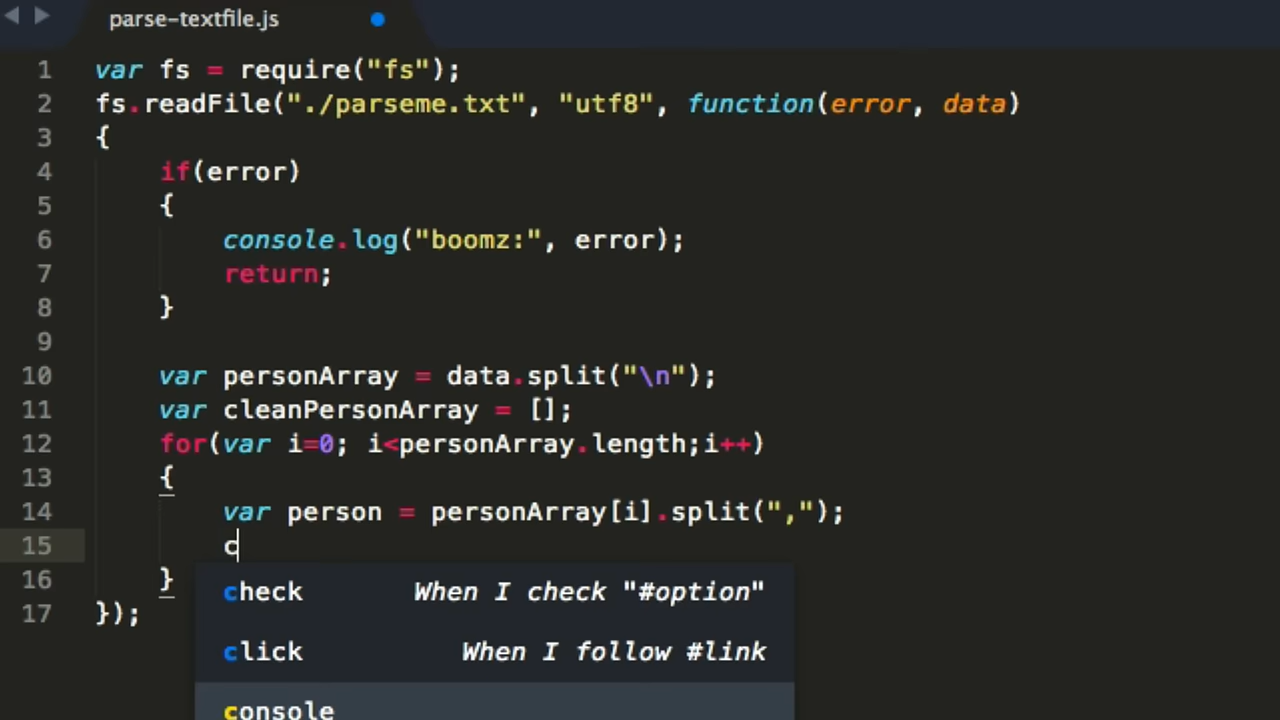 parse-textfile.js
1 var fs = require("fs");
2 fs.readFile("./parseme.txt", "utf8", function(error, data)
3 {
4 if(error)
5 {
6 console.log("boomz:", error);
7 return;
8 }
9
10 var personArray = data.split("\n");
11 var cleanPersonArray = [];
12 for(var i=0; i<personArray.length;i++)
13 {
14 var person = personArray[i].split(",");
15 c
16 }
check When I check "#option"
17 });
click When I follow #link
console